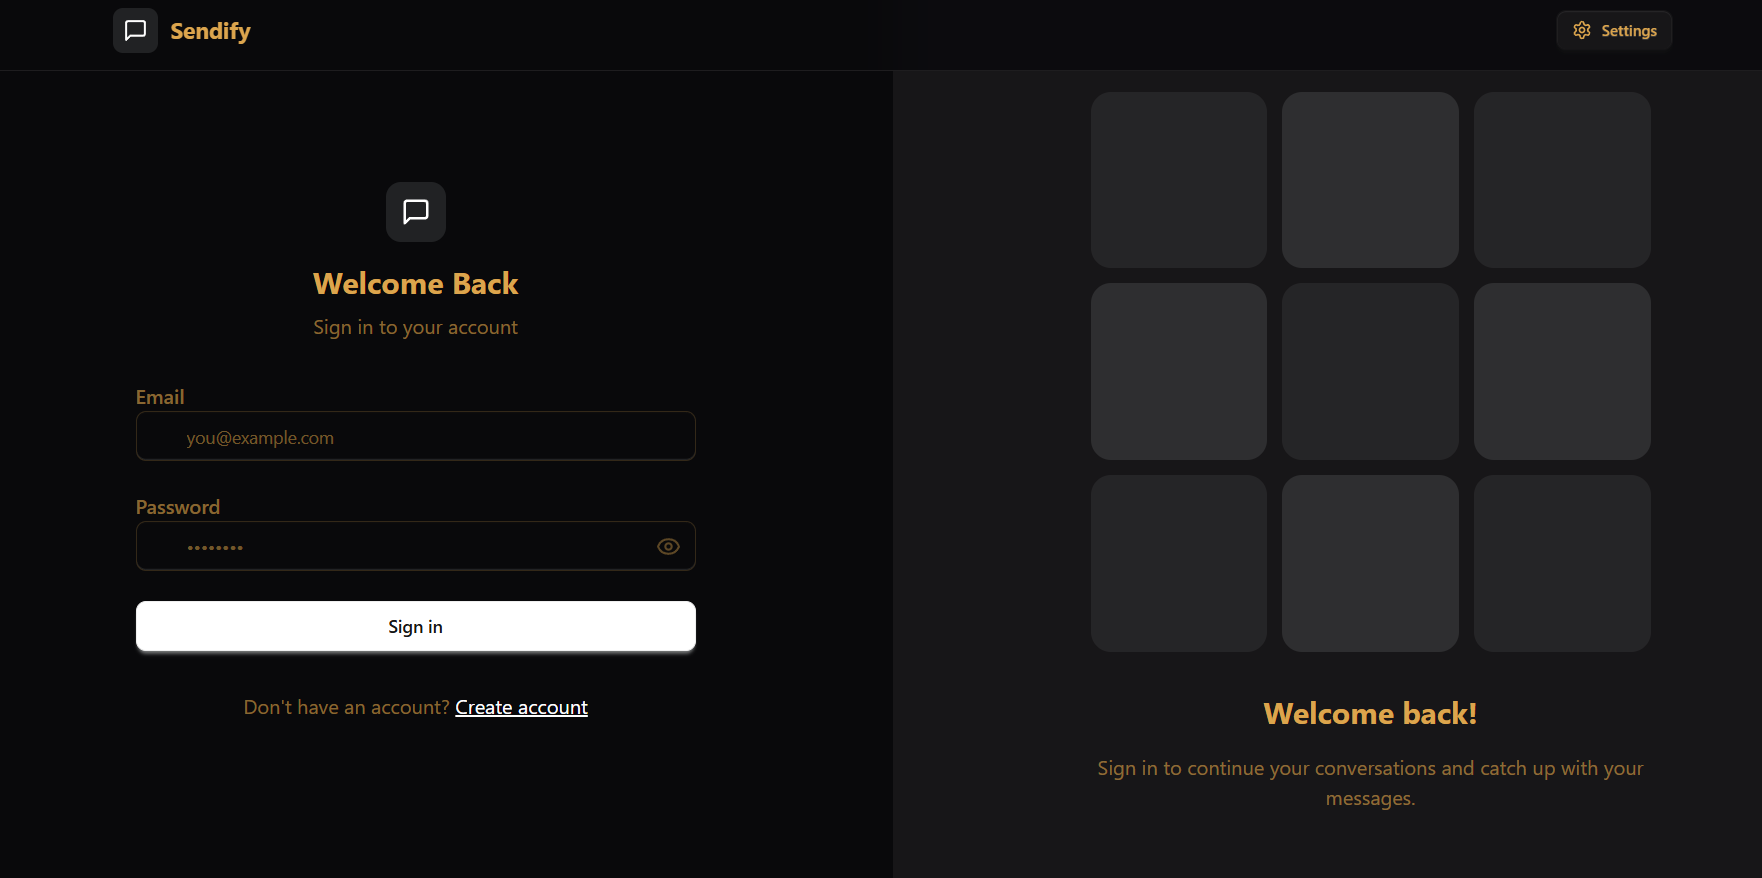 Sendify
Settings
Welcome Back
Sign in to your account
Email
you@example.com
Password
••••••••
Sign in
Don't have an account? Create account
Welcome back!
Sign in to continue your conversations and catch up with your
messages.